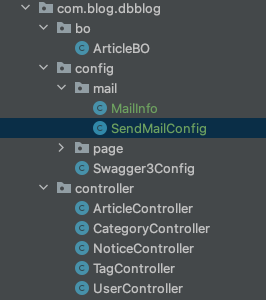 com.blog.dbblog
bo
ArticleBO
config
mail
MailInfo
SendMailConfig
page
Swagger3Config
controller
ArticleController
CategoryController
NoticeController
TagController
UserController